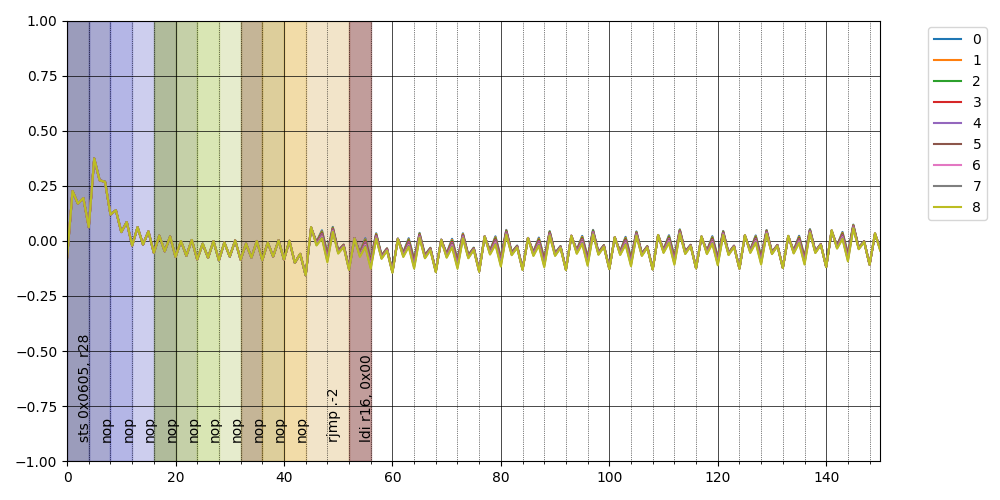 1.00
0.75
0.50
0.25
0.00
−0.25
−0.50
−0.75
−1.00
0 20 40 60 80 100 120 140
sts 0x0605, r28
nop
nop
nop
nop
nop
nop
nop
nop
nop
nop
rjmp .-2
ldi r16, 0x00
0
1
2
3
4
5
6
7
8